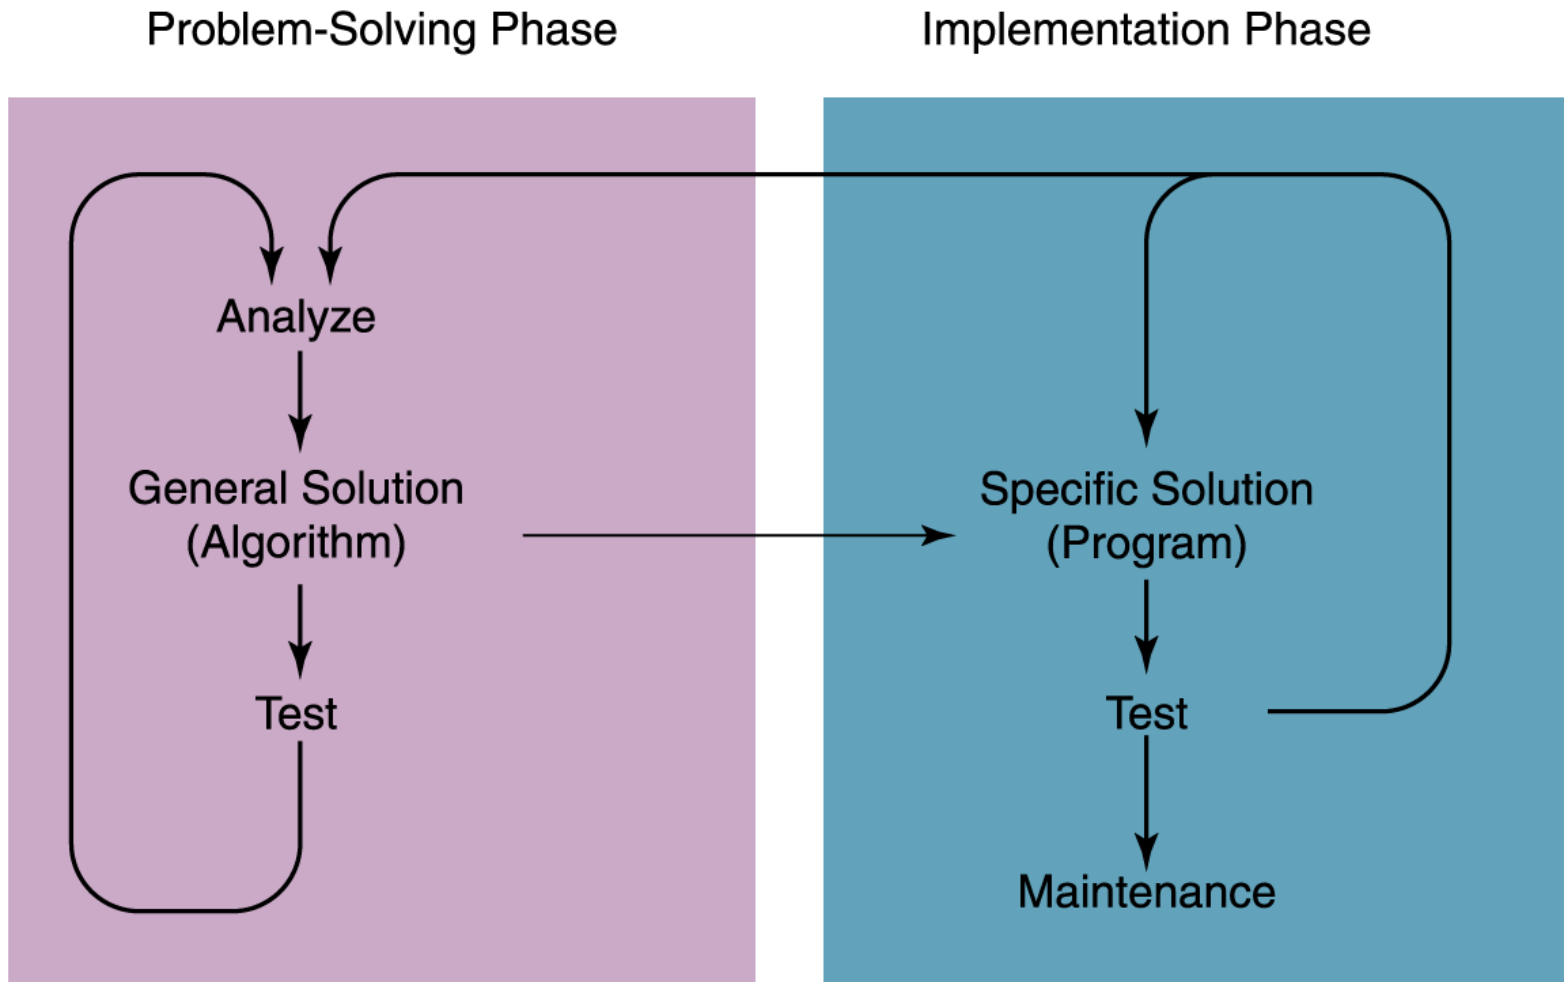 Problem-Solving Phase
Implementation Phase
Analyze
General Solution
(Algorithm)
Test
Specific Solution
(Program)
Test
Maintenance